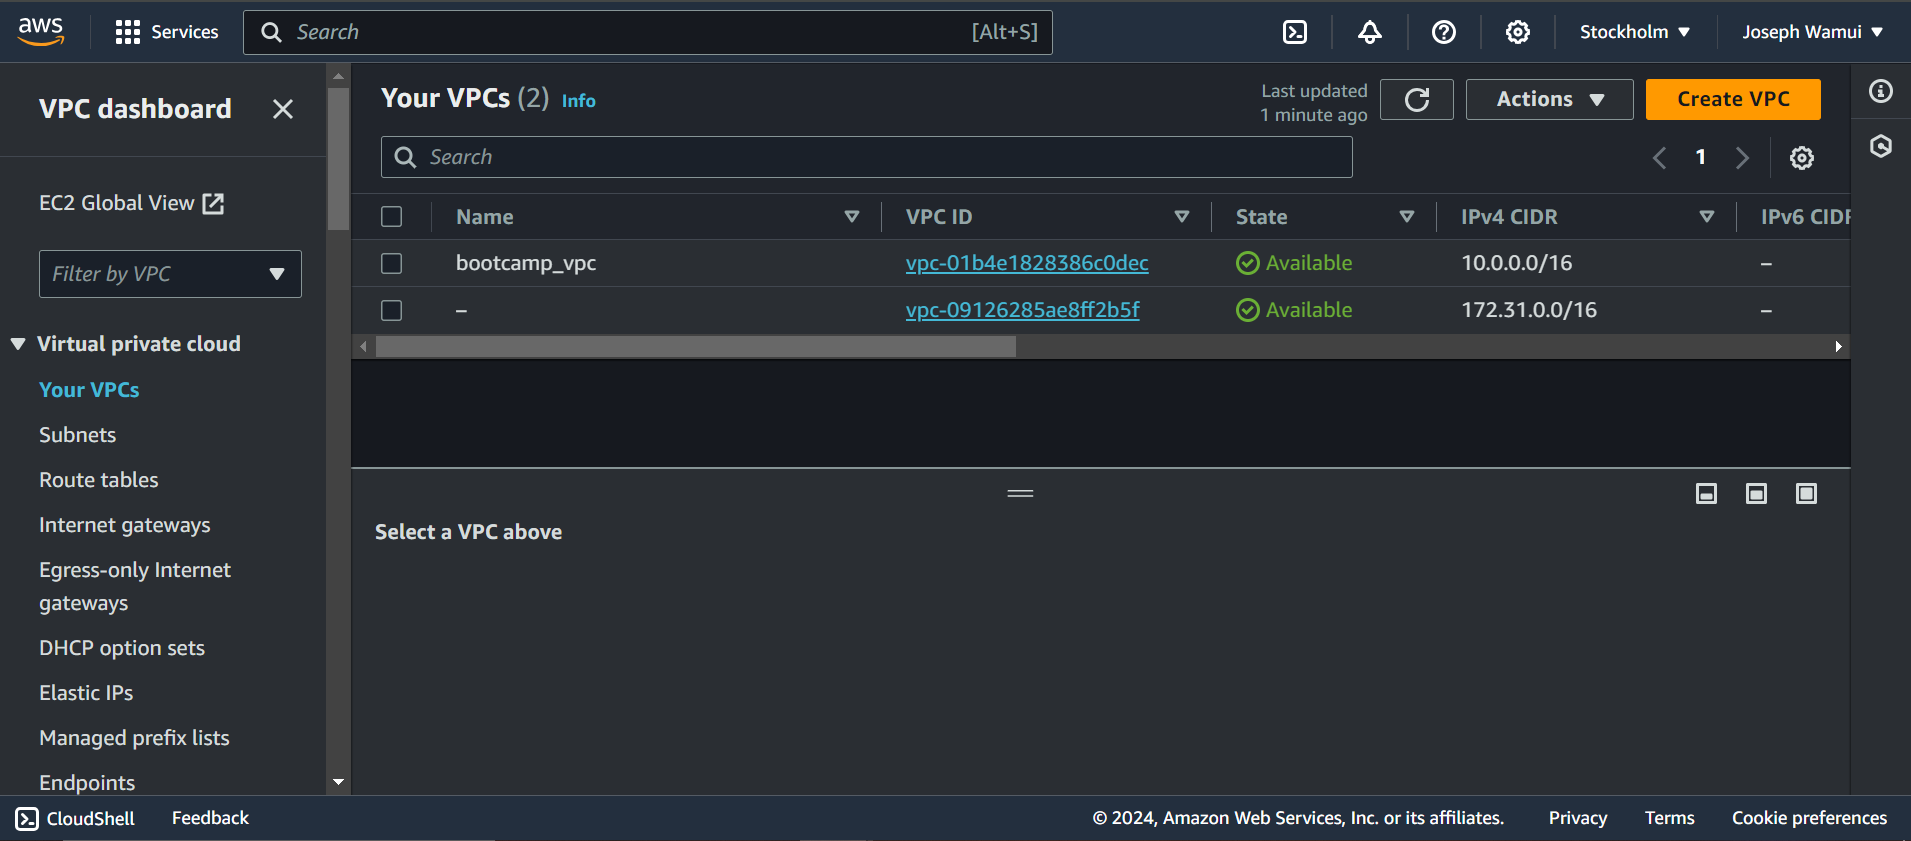 aws
Services
Search
[Alt+S]
Stockholm
Joseph Wamui
VPC dashboard
EC2 Global View
Filter by VPC
Virtual private cloud
Your VPCs
Subnets
Route tables
Internet gateways
Egress-only Internet
gateways
DHCP option sets
Elastic IPs
Managed prefix lists
Endpoints
Your VPCs (2) Info
Last updated
1 minute ago
Actions
Create VPC
Search
1
Name VPC ID State IPv4 CIDR IPv6 CIDR
bootcamp_vpc vpc-01b4e1828386c0dec Available 10.0.0.0/16 –
– vpc-09126285ae8ff2b5f Available 172.31.0.0/16 –
Select a VPC above
CloudShell Feedback © 2024, Amazon Web Services, Inc. or its affiliates. Privacy Terms Cookie preferences